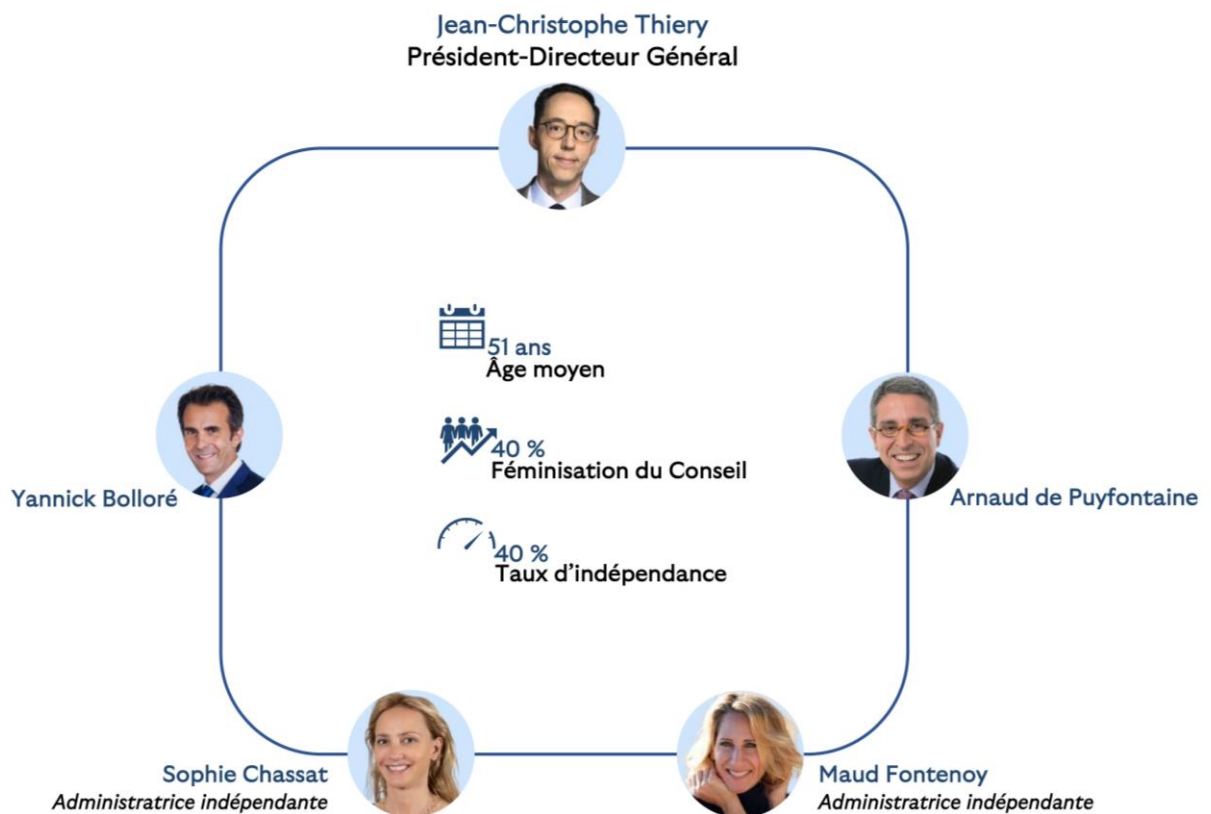 Jean-Christophe Thiery
Président-Directeur Général
51 ans
Âge moyen
40 %
Féminisation du Conseil
Yannick Bolloré
Arnaud de Puyfontaine
40 %
Taux d'indépendance
Sophie Chassat
Administratrice indépendante
Maud Fontenoy
Administratrice indépendante